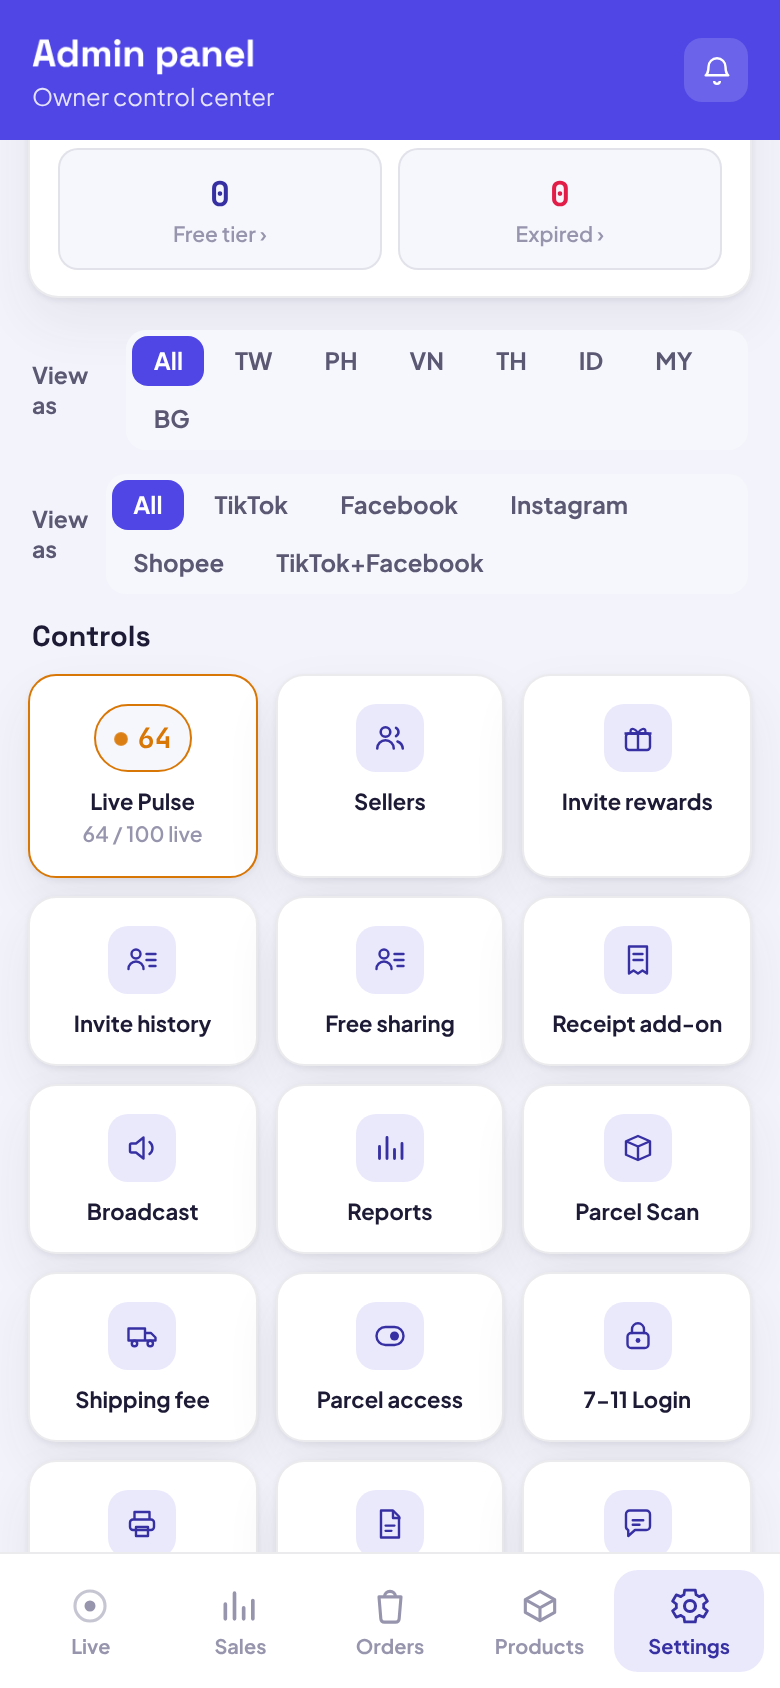 Admin panel
Owner control center
0
0
Free tier ›
Expired ›
View as
All
TW
PH
VN
TH
ID
MY
BG
View as
All
TikTok
Facebook
Instagram
Shopee
TikTok+Facebook
Controls
64
Live Pulse
64 / 100 live
Sellers
Invite rewards
Invite history
Free sharing
Receipt add-on
Broadcast
Reports
Parcel Scan
Shipping fee
Parcel access
7-11 Login
Live
Sales
Orders
Products
Settings